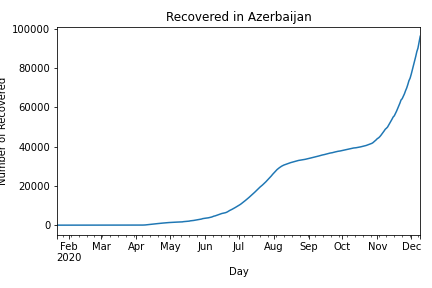 Recovered in Azerbaijan
100000
80000
60000
40000
20000
0
Number of Recovered
Feb Mar Apr May Jun Jul Aug Sep Oct Nov Dec
2020
Day